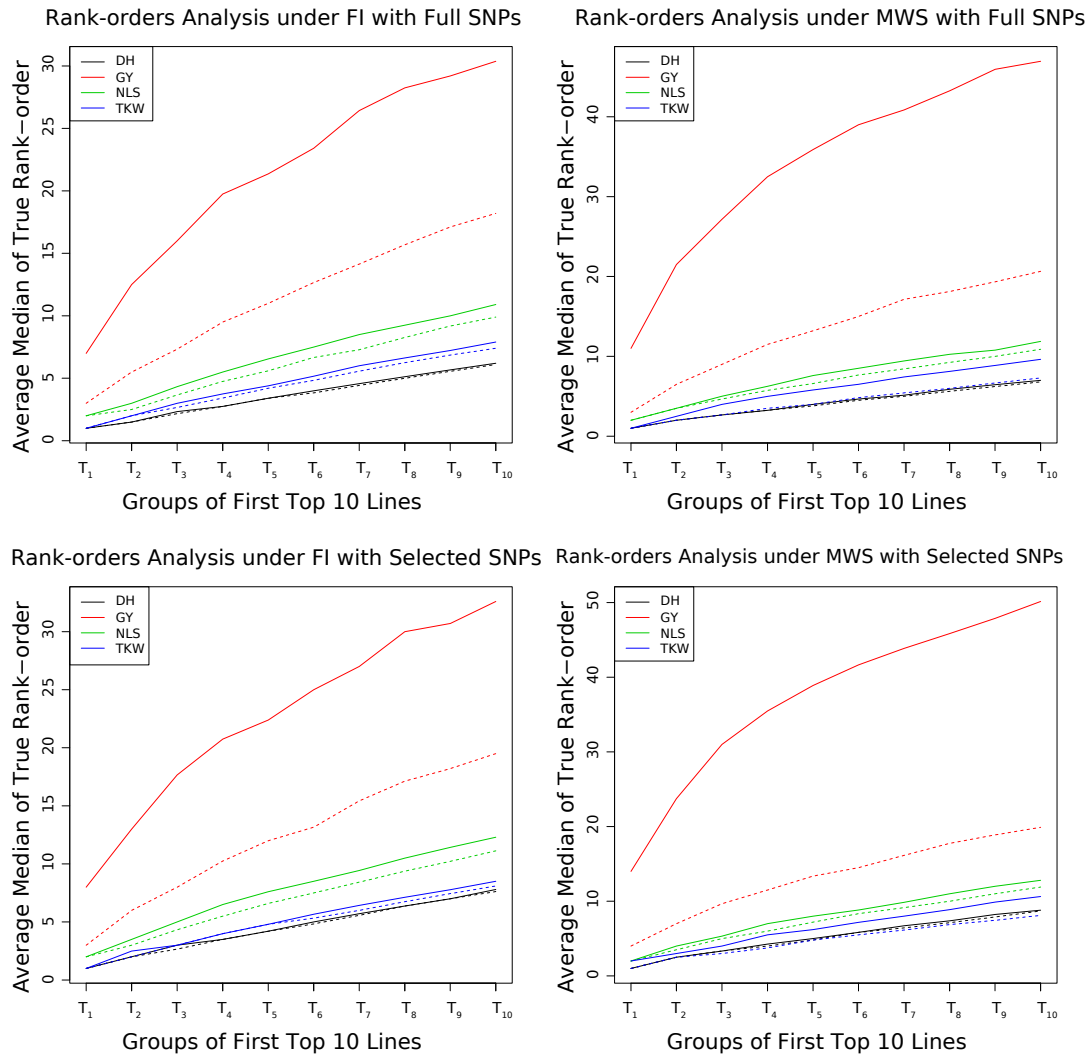 Rank-orders Analysis under FI with Full SNPs
DH
GY
NLS
TKW
Average Median of True Rank−order
0 5 10 15 20 25 30
T1 T2 T3 T4 T5 T6 T7 T8 T9 T10
Groups of First Top 10 Lines
Rank-orders Analysis under MWS with Full SNPs
DH
GY
NLS
TKW
Average Median of True Rank−order
0 10 20 30 40
T1 T2 T3 T4 T5 T6 T7 T8 T9 T10
Groups of First Top 10 Lines
Rank-orders Analysis under FI with Selected SNPs
DH
GY
NLS
TKW
Average Median of True Rank−order
0 5 10 15 20 25 30
T1 T2 T3 T4 T5 T6 T7 T8 T9 T10
Groups of First Top 10 Lines
Rank-orders Analysis under MWS with Selected SNPs
DH
GY
NLS
TKW
Average Median of True Rank−order
0 10 20 30 40 50
T1 T2 T3 T4 T5 T6 T7 T8 T9 T10
Groups of First Top 10 Lines